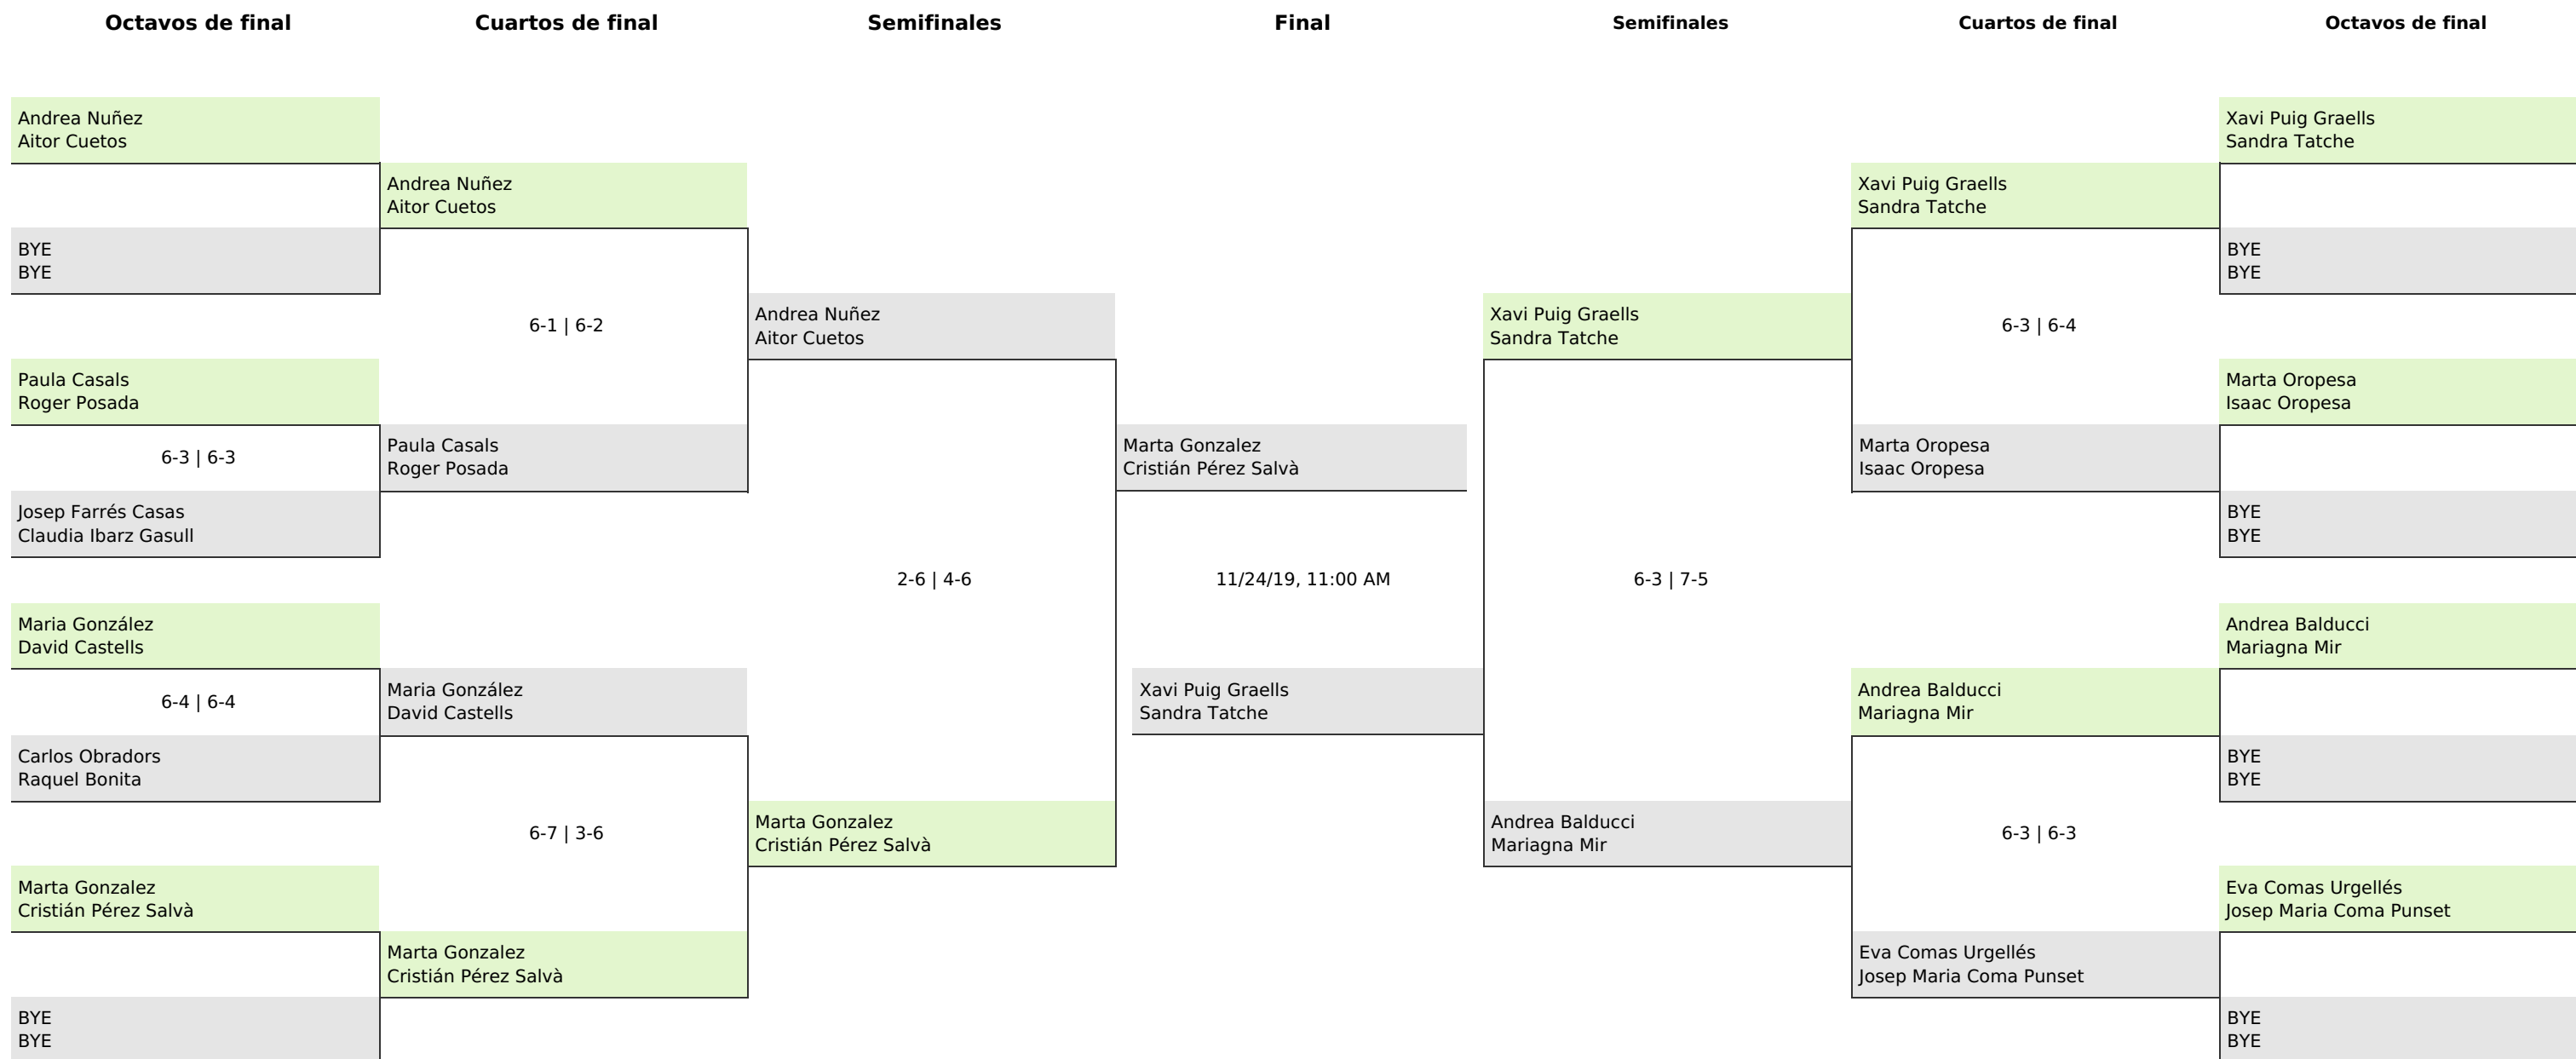 Octavos de final
Cuartos de final
Semifinales
Final
Semifinales
Cuartos de final
Octavos de final
Andrea Nuñez
Aitor Cuetos
BYE
BYE
Paula Casals
Roger Posada
6-3 | 6-3
Josep Farrés Casas
Claudia Ibarz Gasull
Maria González
David Castells
6-4 | 6-4
Carlos Obradors
Raquel Bonita
Marta Gonzalez
Cristián Pérez Salvà
BYE
BYE
Andrea Nuñez
Aitor Cuetos
6-1 | 6-2
Paula Casals
Roger Posada
Maria González
David Castells
6-7 | 3-6
Marta Gonzalez
Cristián Pérez Salvà
Andrea Nuñez
Aitor Cuetos
2-6 | 4-6
Marta Gonzalez
Cristián Pérez Salvà
Marta Gonzalez
Cristián Pérez Salvà
11/24/19, 11:00 AM
Xavi Puig Graells
Sandra Tatche
Xavi Puig Graells
Sandra Tatche
6-3 | 7-5
Andrea Balducci
Mariagna Mir
Xavi Puig Graells
Sandra Tatche
6-3 | 6-4
Marta Oropesa
Isaac Oropesa
Andrea Balducci
Mariagna Mir
6-3 | 6-3
Eva Comas Urgellés
Josep Maria Coma Punset
Xavi Puig Graells
Sandra Tatche
BYE
BYE
Marta Oropesa
Isaac Oropesa
BYE
BYE
Andrea Balducci
Mariagna Mir
BYE
BYE
Eva Comas Urgellés
Josep Maria Coma Punset
BYE
BYE